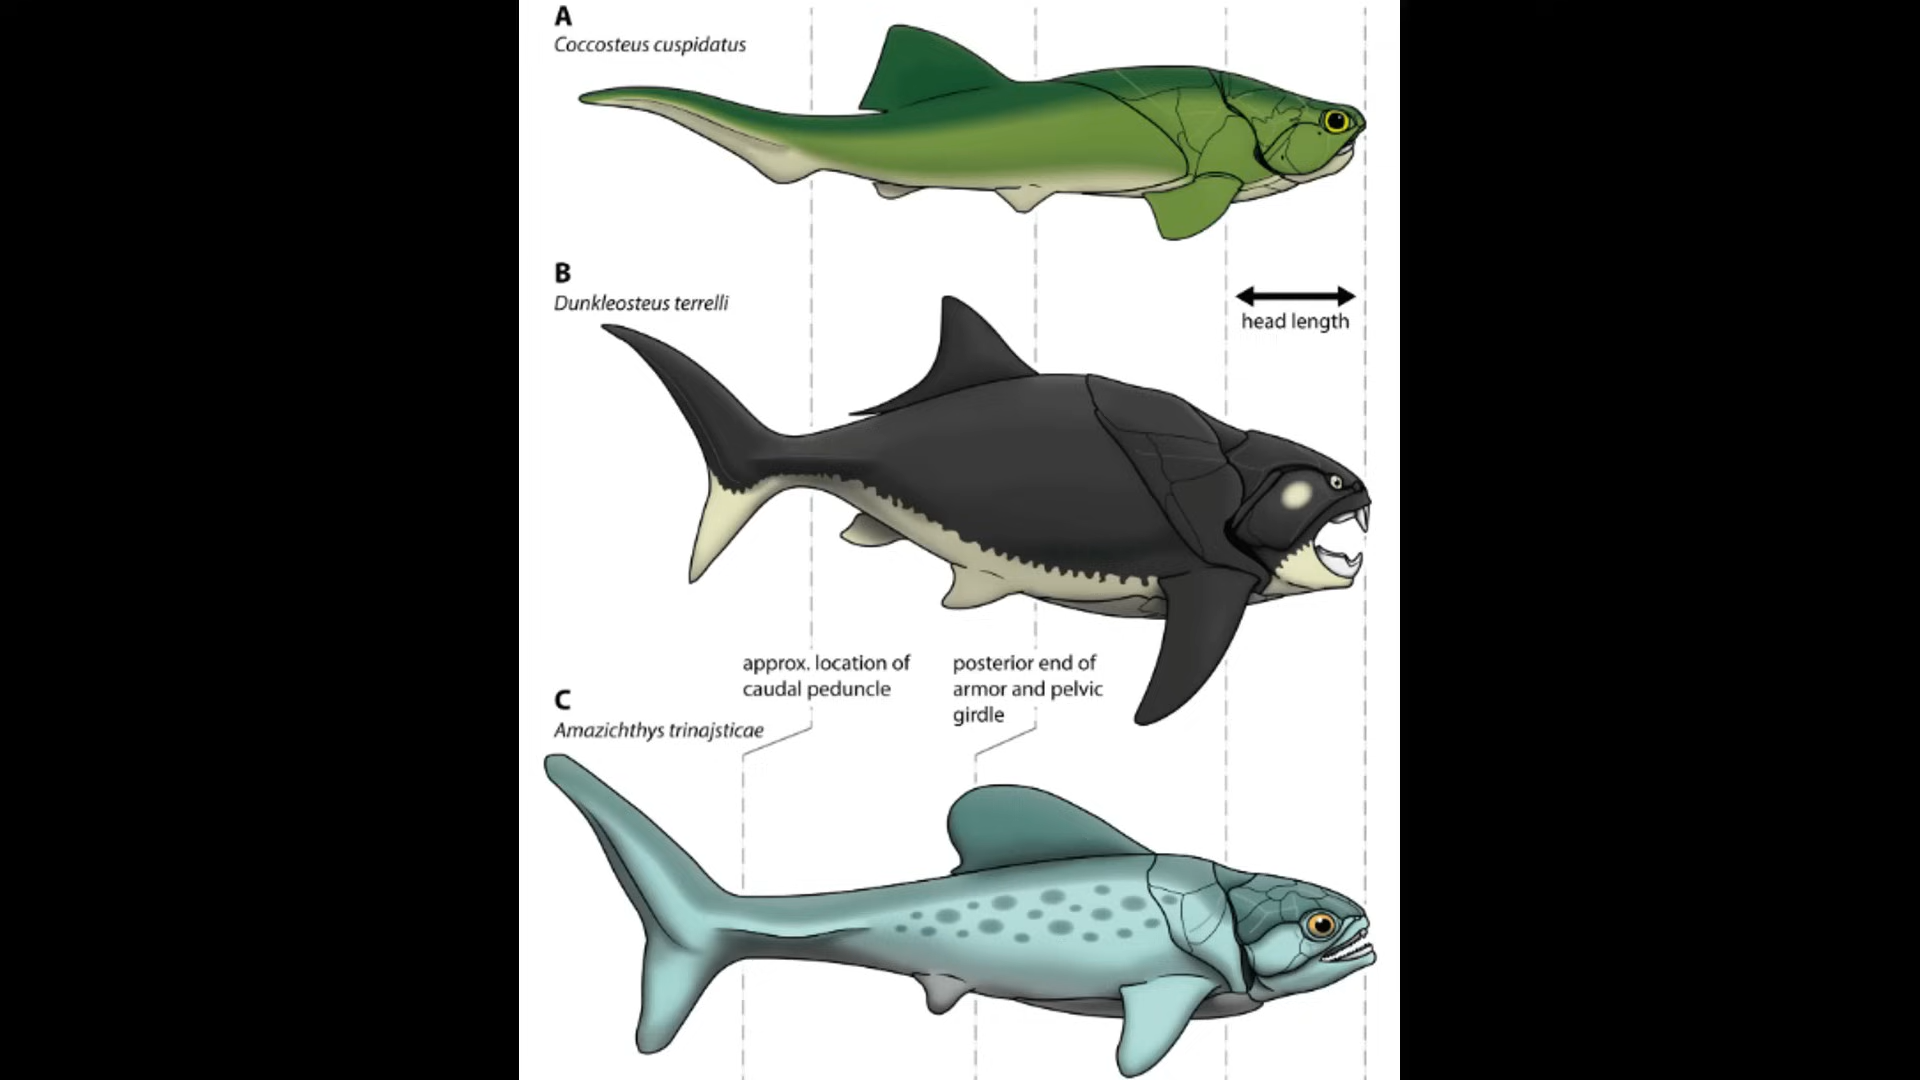 A
Coccosteus cuspidatus
B
Dunkleosteus terrelli
head length
approx. location of
caudal peduncle
posterior end of
armor and pelvic
girdle
C
Amazichthys trinajsticae